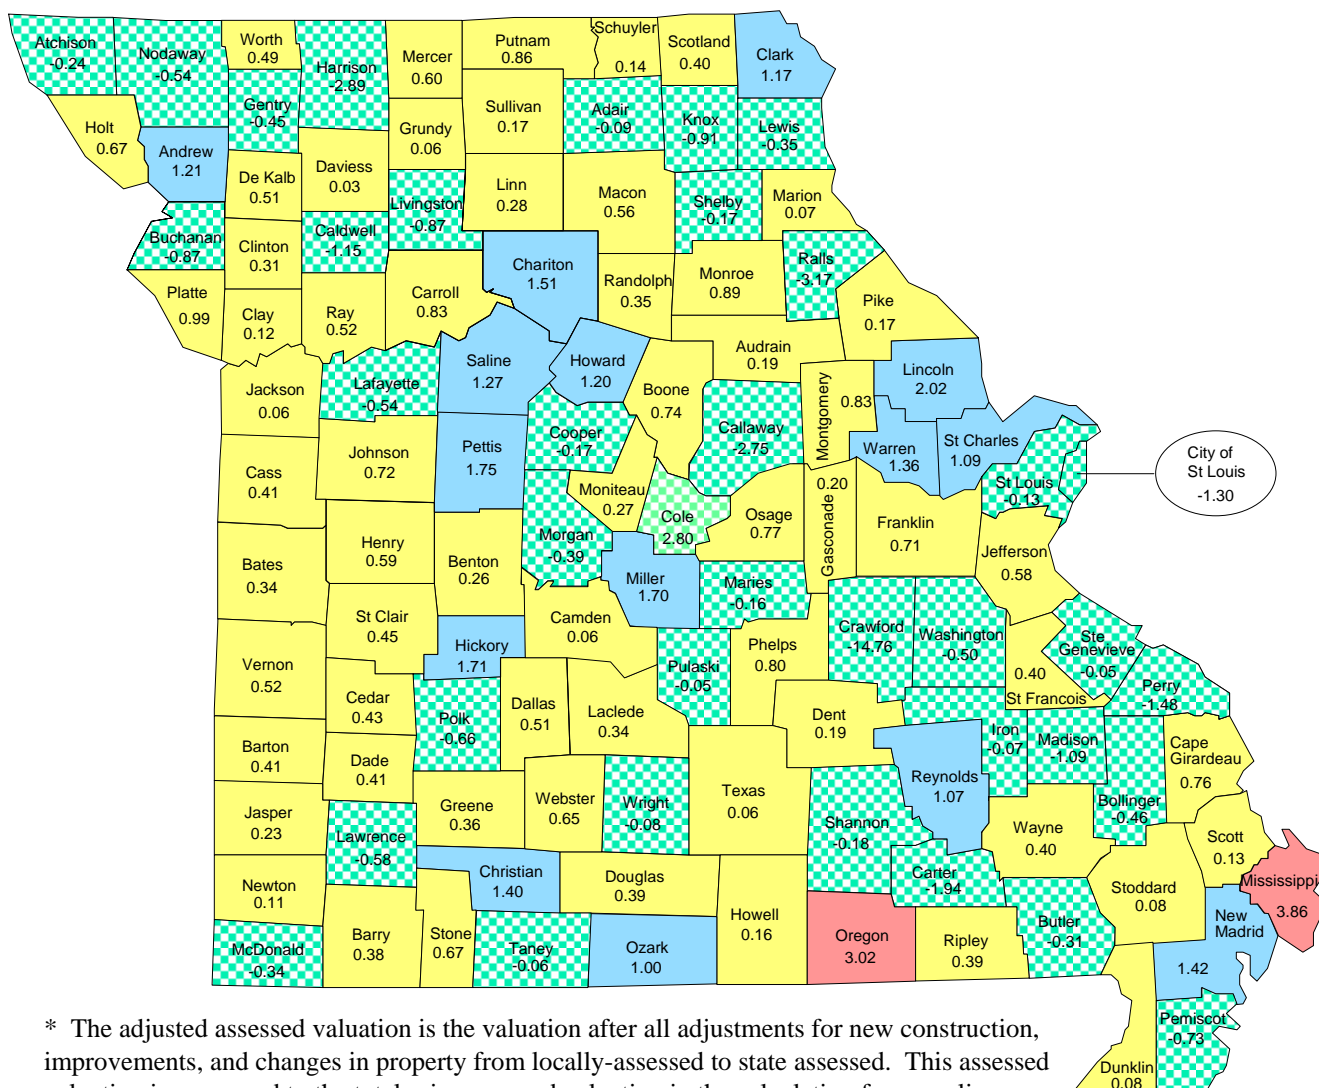 Atchison
-0.24
Nodaway
-0.54
Worth
0.49
Gentry
-0.45
Harrison
-2.89
Mercer
0.60
Putnam
0.86
Schuyler
0.14
Scotland
0.40
Clark
1.17
Holt
0.67
Andrew
1.21
De Kalb
0.51
Daviess
0.03
Grundy
0.06
Sullivan
0.17
Adair
-0.09
Knox
-0.91
Lewis
-0.35
Buchanan
-0.87
Clinton
0.31
Caldwell
-1.15
Livingston
-0.87
Linn
0.28
Macon
0.56
Shelby
-0.17
Marion
0.07
Platte
0.99
Clay
0.12
Ray
0.52
Carroll
0.83
Chariton
1.51
Randolph
0.35
Monroe
0.89
Ralls
-3.17
Pike
0.17
Jackson
0.06
Lafayette
-0.54
Saline
1.27
Howard
1.20
Boone
0.74
Audrain
0.19
Callaway
-2.75
Montgomery
0.83
Lincoln
2.02
Warren
1.36
St Charles
1.09
St Louis
-0.13
City of
St Louis
-1.30
Cass
0.41
Johnson
0.72
Pettis
1.75
Cooper
-0.17
Moniteau
0.27
Cole
2.80
Osage
0.77
Gasconade
0.20
Franklin
0.71
Jefferson
0.58
Bates
0.34
Henry
0.59
Benton
0.26
Morgan
-0.39
Miller
1.70
Maries
-0.16
St Clair
0.45
Hickory
1.71
Camden
0.06
Pulaski
-0.05
Phelps
0.80
Crawford
-14.76
Washington
-0.50
0.40
St Francois
Ste
Genevieve
-0.05
Perry
-1.48
Vernon
0.52
Cedar
0.43
Polk
-0.66
Dallas
0.51
Laclede
0.34
Dent
0.19
Iron
-0.07
Madison
-1.09
Cape
Girardeau
0.76
Barton
0.41
Dade
0.41
Greene
0.36
Webster
0.65
Wright
-0.08
Texas
0.06
Reynolds
1.07
Bollinger
-0.46
Jasper
0.23
Lawrence
-0.58
Shannon
-0.18
Wayne
0.40
Scott
0.13
Newton
0.11
Christian
1.40
Douglas
0.39
Carter
-1.94
Stoddard
0.08
Mississippi
3.86
McDonald
-0.34
Barry
0.38
Stone
0.67
Taney
-0.06
Ozark
1.00
Howell
0.16
Oregon
3.02
Ripley
0.39
Butler
-0.31
New
Madrid
1.42
Pemiscot
-0.73
Dunklin
0.08
* The adjusted assessed valuation is the valuation after all adjustments for new construction,
improvements, and changes in property from locally-assessed to state assessed. This assessed